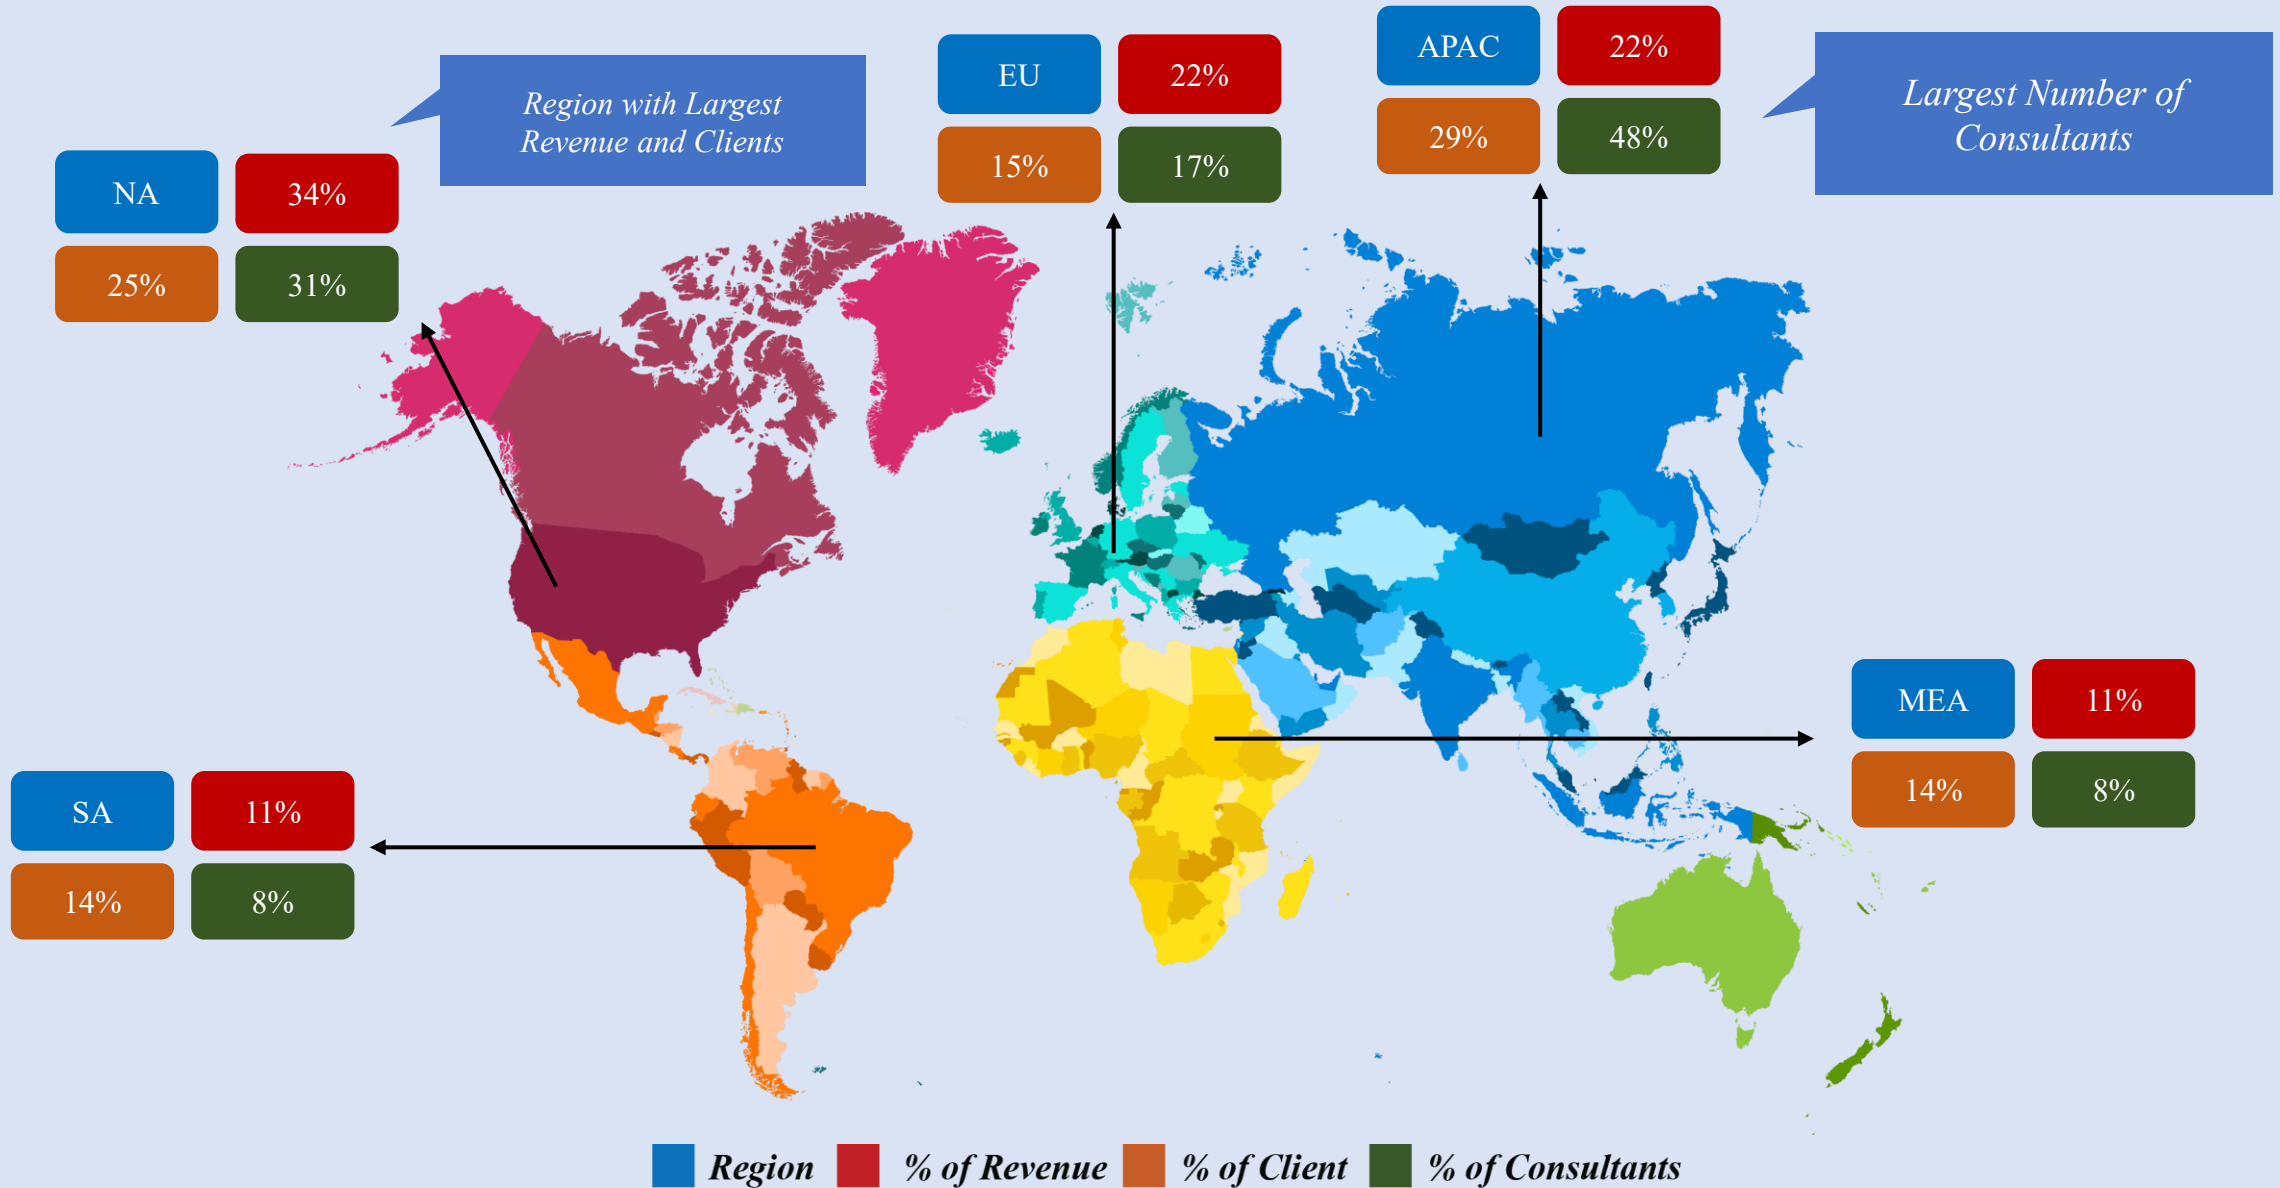 APAC
22%
29%
48%
Largest Number of
Consultants
EU
22%
15%
17%
Region with Largest
Revenue and Clients
NA
34%
25%
31%
MEA
11%
14%
8%
SA
11%
14%
8%
Region
% of Revenue
% of Client
% of Consultants